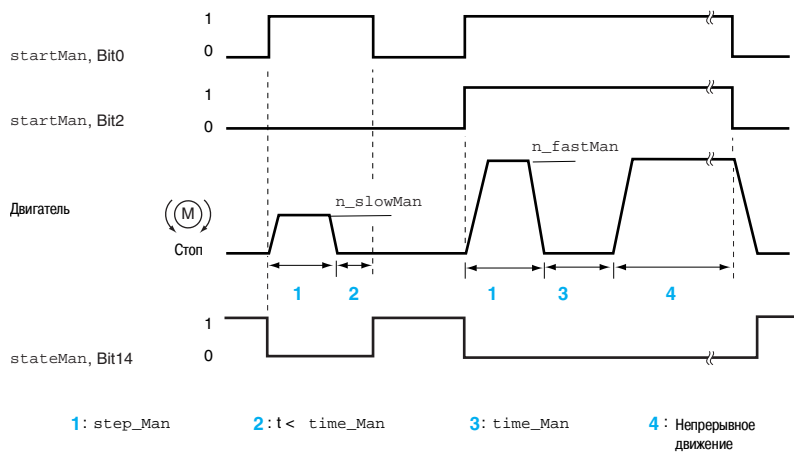 1
startMan, Bit0
0
1
startMan, Bit2
0
n_fastMan
n_slowMan
Двигатель
M
Стоп
1
2
1
3
4
1
stateMan, Bit14
0
1: step_Man
2: t < time_Man
3: time_Man
4: Непрерывное
движение